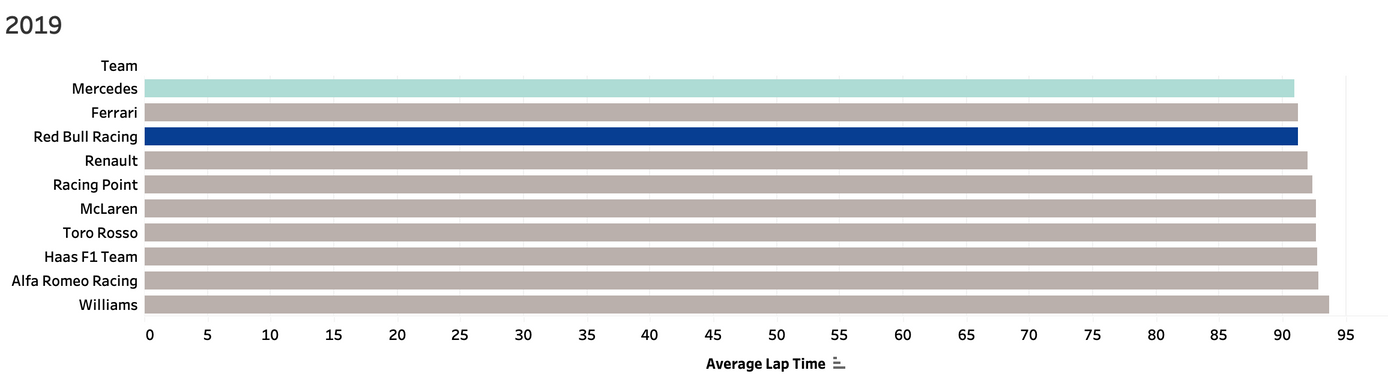 2019
Team
Mercedes
Ferrari
Red Bull Racing
Renault
Racing Point
McLaren
Toro Rosso
Haas F1 Team
Alfa Romeo Racing
Williams
0 5 10 15 20 25 30 35 40 45 50 55 60 65 70 75 80 85 90 95
Average Lap Time